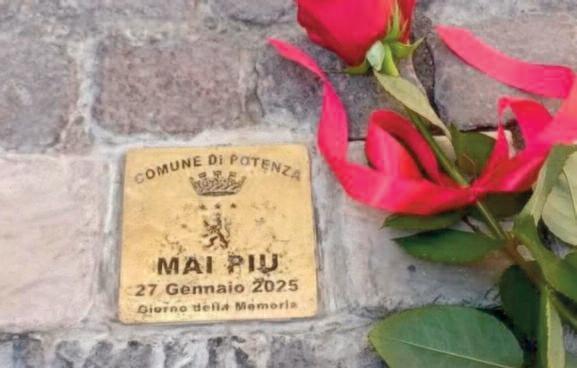 COMUNE Di POTENZA
MAI PIU
27 Gennaio 2025
Giorno della Memoria